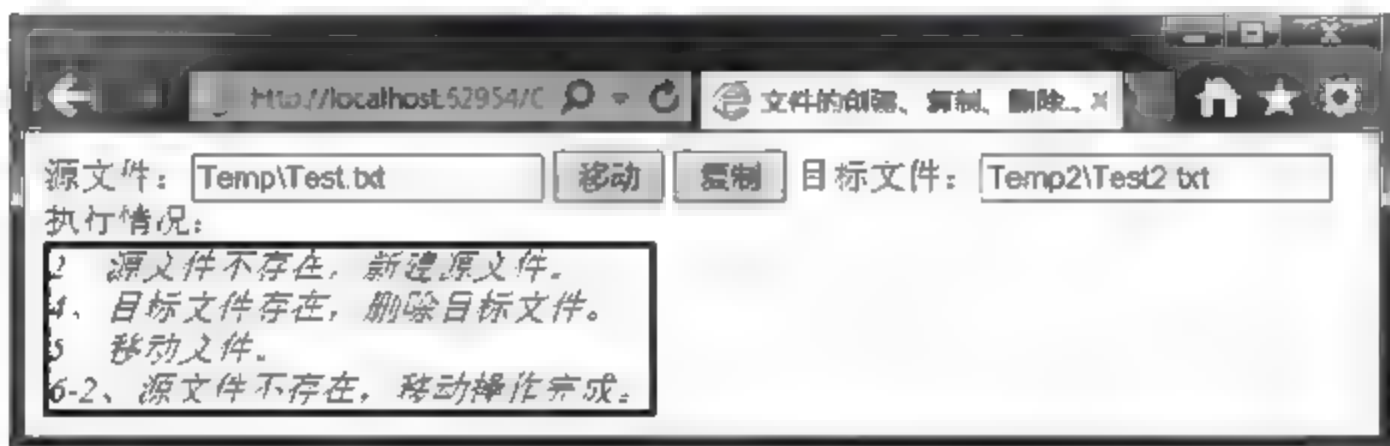 http://localhost:52954/C
文件的创建、复制、删除... ×
源文件： Temp\Test.txt 移动 复制 目标文件： Temp2\Test2.txt
执行情况：
2、源文件不存在，新建源文件。
4、目标文件存在，删除目标文件。
5、移动文件。
6-2、源文件不存在，移动操作完成。